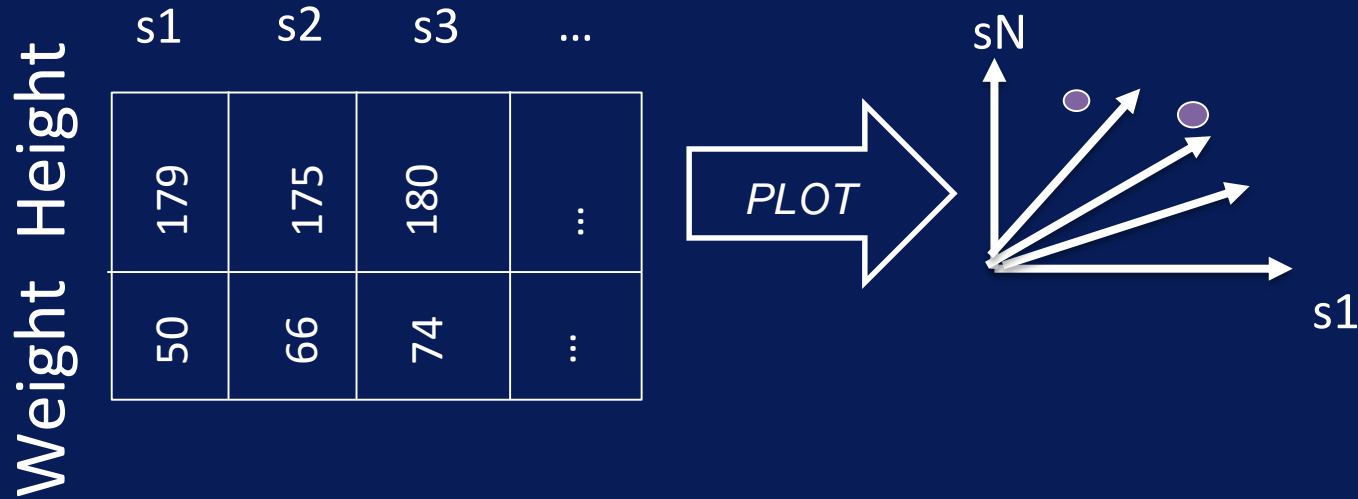 s1 s2 s3 ...
Height 179 175 180 ...
Weight 50 66 74 ...
PLOT
sN
s1